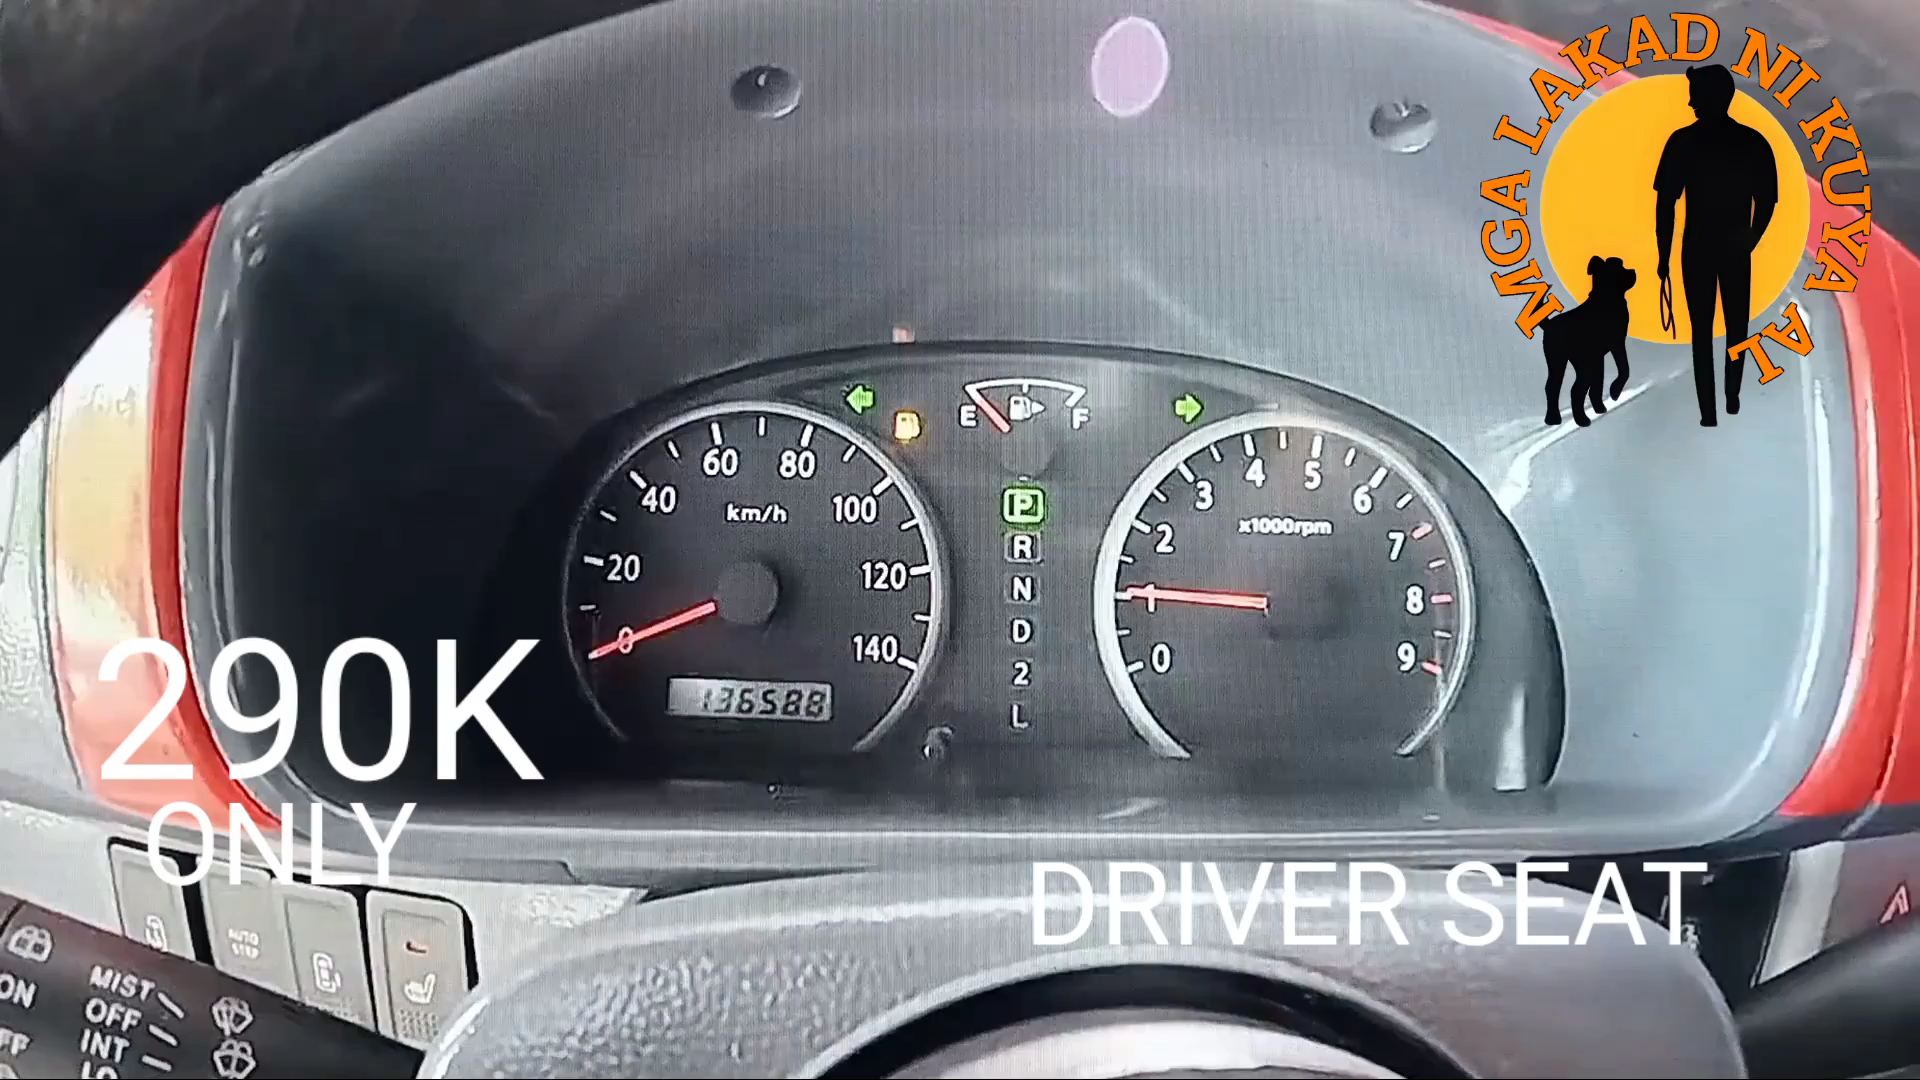 MGA LAKAD NI KUYA AL
E
F
60
80
40
100
km/h
20
120
0
140
136588
P
R
N
D
2
L
4
5
3
6
x1000rpm
2
7
1
8
0
9
290K
ONLY
DRIVER SEAT
AUTO
STEP
MIST
ON
OFF
INT
LO